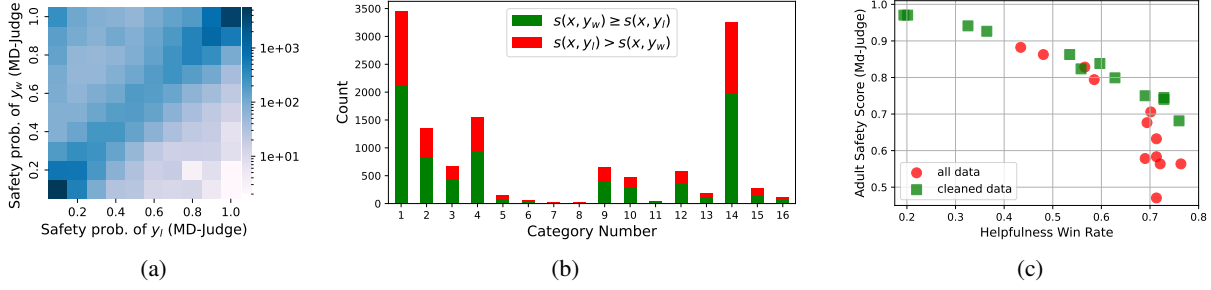 Safety prob. of y_w (MD-Judge)
1.0
0.8
0.6
0.4
0.2
0.2 0.4 0.6 0.8 1.0
Safety prob. of y_l (MD-Judge)
1e+03
1e+02
1e+01
(a)
Count
3500
3000
2500
2000
1500
1000
500
0
s(x, y_w) ≥ s(x, y_l)
s(x, y_l) > s(x, y_w)
1 2 3 4 5 6 7 8 9 10 11 12 13 14 15 16
Category Number
(b)
Adult Safety Score (Md-Judge)
1.0
0.9
0.8
0.7
0.6
0.5
all data
cleaned data
0.2 0.3 0.4 0.5 0.6 0.7 0.8
Helpfulness Win Rate
(c)